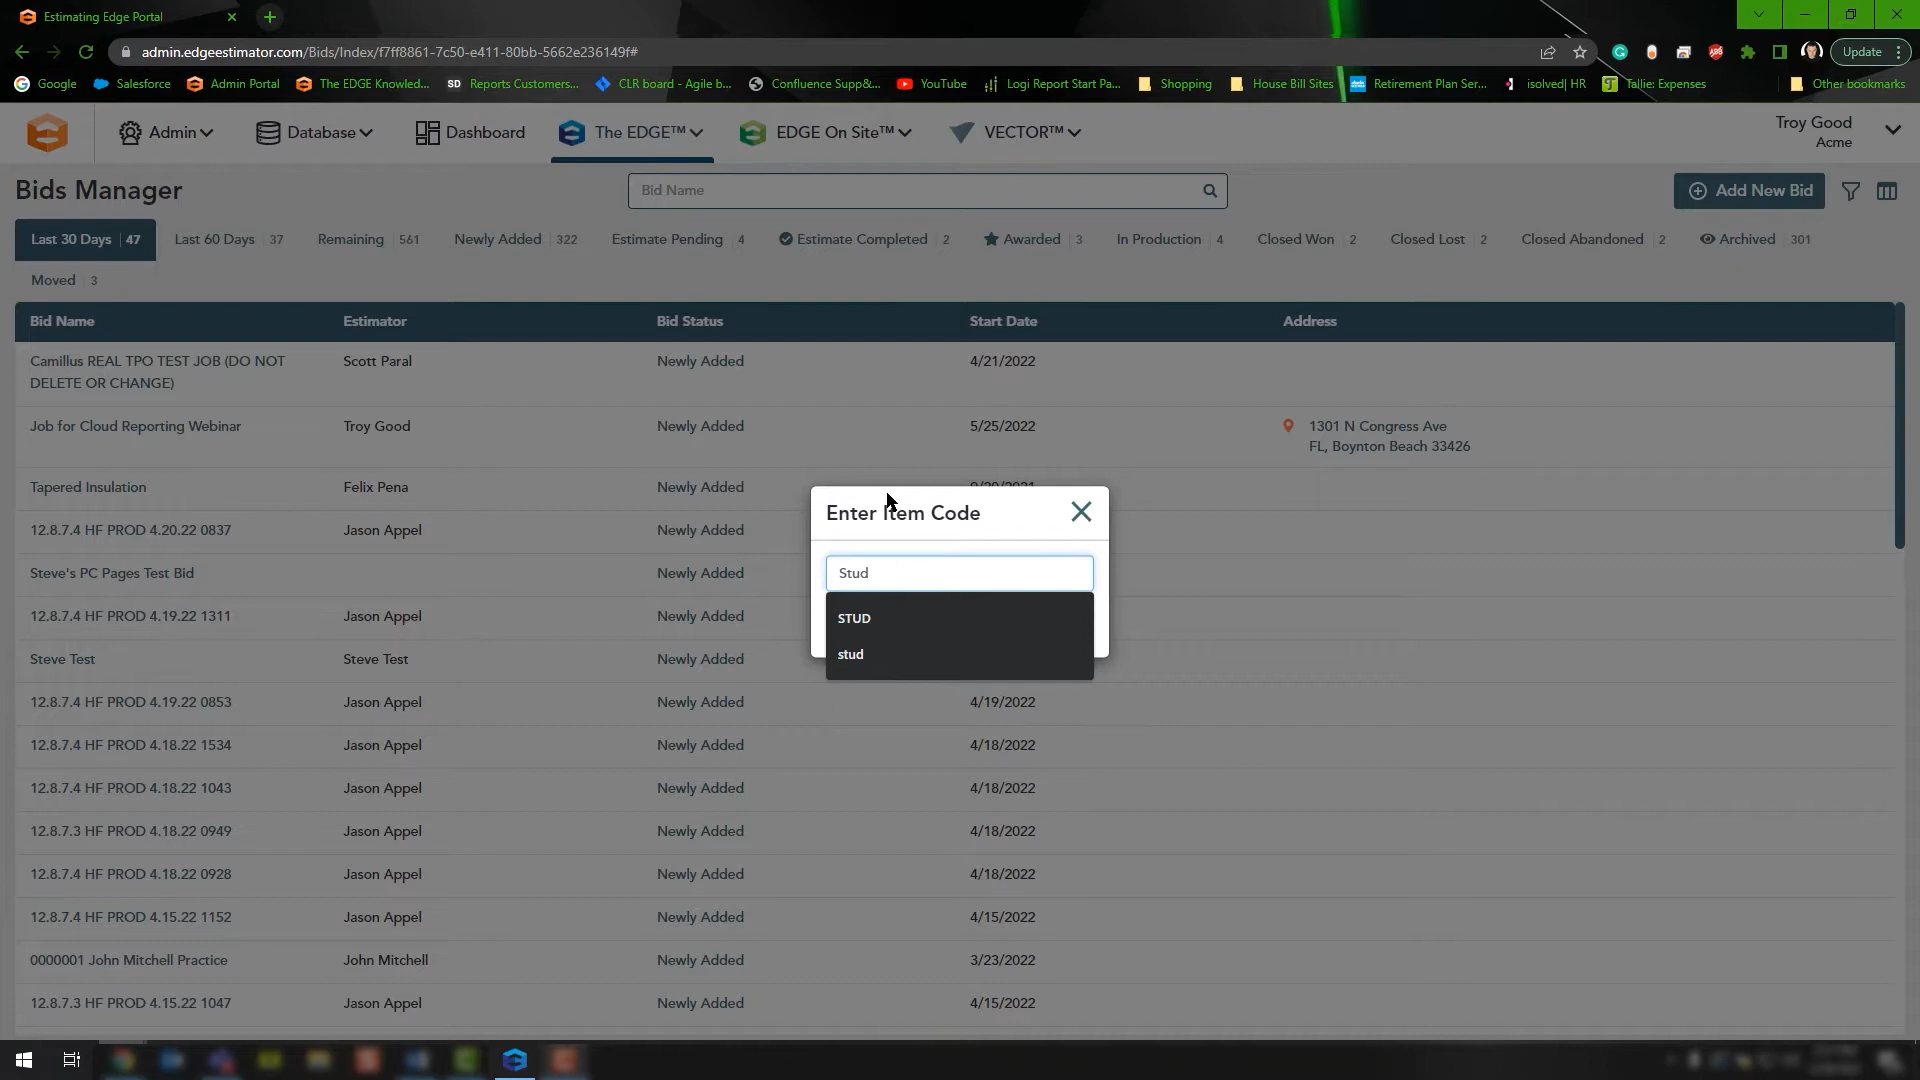 Estimating Edge Portal
admin.edgeestimator.com/Bids/Index/f7ff8861-7c50-e411-80bb-5662e236149f#
Update
Google
Salesforce
Admin Portal
The EDGE Knowled...
SD Reports Customers...
CLR board - Agile b...
Confluence Supp&...
YouTube
Logi Report Start Pa...
Shopping
House Bill Sites
Retirement Plan Ser...
isolved| HR
Tallie: Expenses
Other bookmarks
Admin
Database
Dashboard
The EDGE™
EDGE On Site™
VECTOR™
Troy Good
Acme
Bids Manager
Bid Name
Add New Bid
Last 30 Days 47
Last 60 Days 37
Remaining 561
Newly Added 322
Estimate Pending 4
Estimate Completed 2
Awarded 3
In Production 4
Closed Won 2
Closed Lost 2
Closed Abandoned 2
Archived 301
Moved 3
Bid Name Estimator Bid Status Start Date Address
Camillus REAL TPO TEST JOB (DO NOT
DELETE OR CHANGE)
Scott Paral Newly Added 4/21/2022
Job for Cloud Reporting Webinar Troy Good Newly Added 5/25/2022 1301 N Congress Ave
FL, Boynton Beach 33426
Tapered Insulation Felix Pena Newly Added
12.8.7.4 HF PROD 4.20.22 0837 Jason Appel Newly Added
Steve's PC Pages Test Bid Newly Added
12.8.7.4 HF PROD 4.19.22 1311 Jason Appel Newly Added
Steve Test Steve Test Newly Added
12.8.7.4 HF PROD 4.19.22 0853 Jason Appel Newly Added 4/19/2022
12.8.7.4 HF PROD 4.18.22 1534 Jason Appel Newly Added 4/18/2022
12.8.7.4 HF PROD 4.18.22 1043 Jason Appel Newly Added 4/18/2022
12.8.7.3 HF PROD 4.18.22 0949 Jason Appel Newly Added 4/18/2022
12.8.7.4 HF PROD 4.18.22 0928 Jason Appel Newly Added 4/18/2022
12.8.7.4 HF PROD 4.15.22 1152 Jason Appel Newly Added 4/15/2022
0000001 John Mitchell Practice John Mitchell Newly Added 3/23/2022
12.8.7.3 HF PROD 4.15.22 1047 Jason Appel Newly Added 4/15/2022
Enter Item Code
Stud
STUD
stud